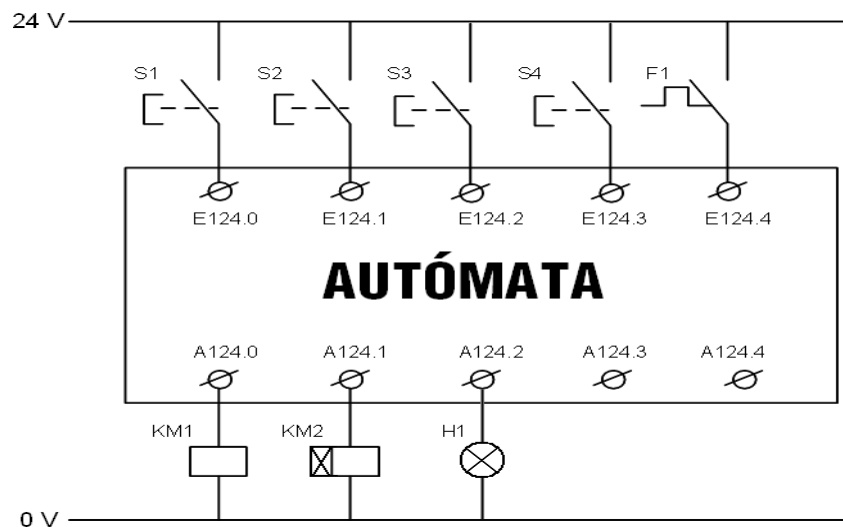 24 V
S1 S2 S3 S4 F1
E124.0 E124.1 E124.2 E124.3 E124.4
AUTÓMATA
A124.0 A124.1 A124.2 A124.3 A124.4
KM1 KM2 H1
0 V